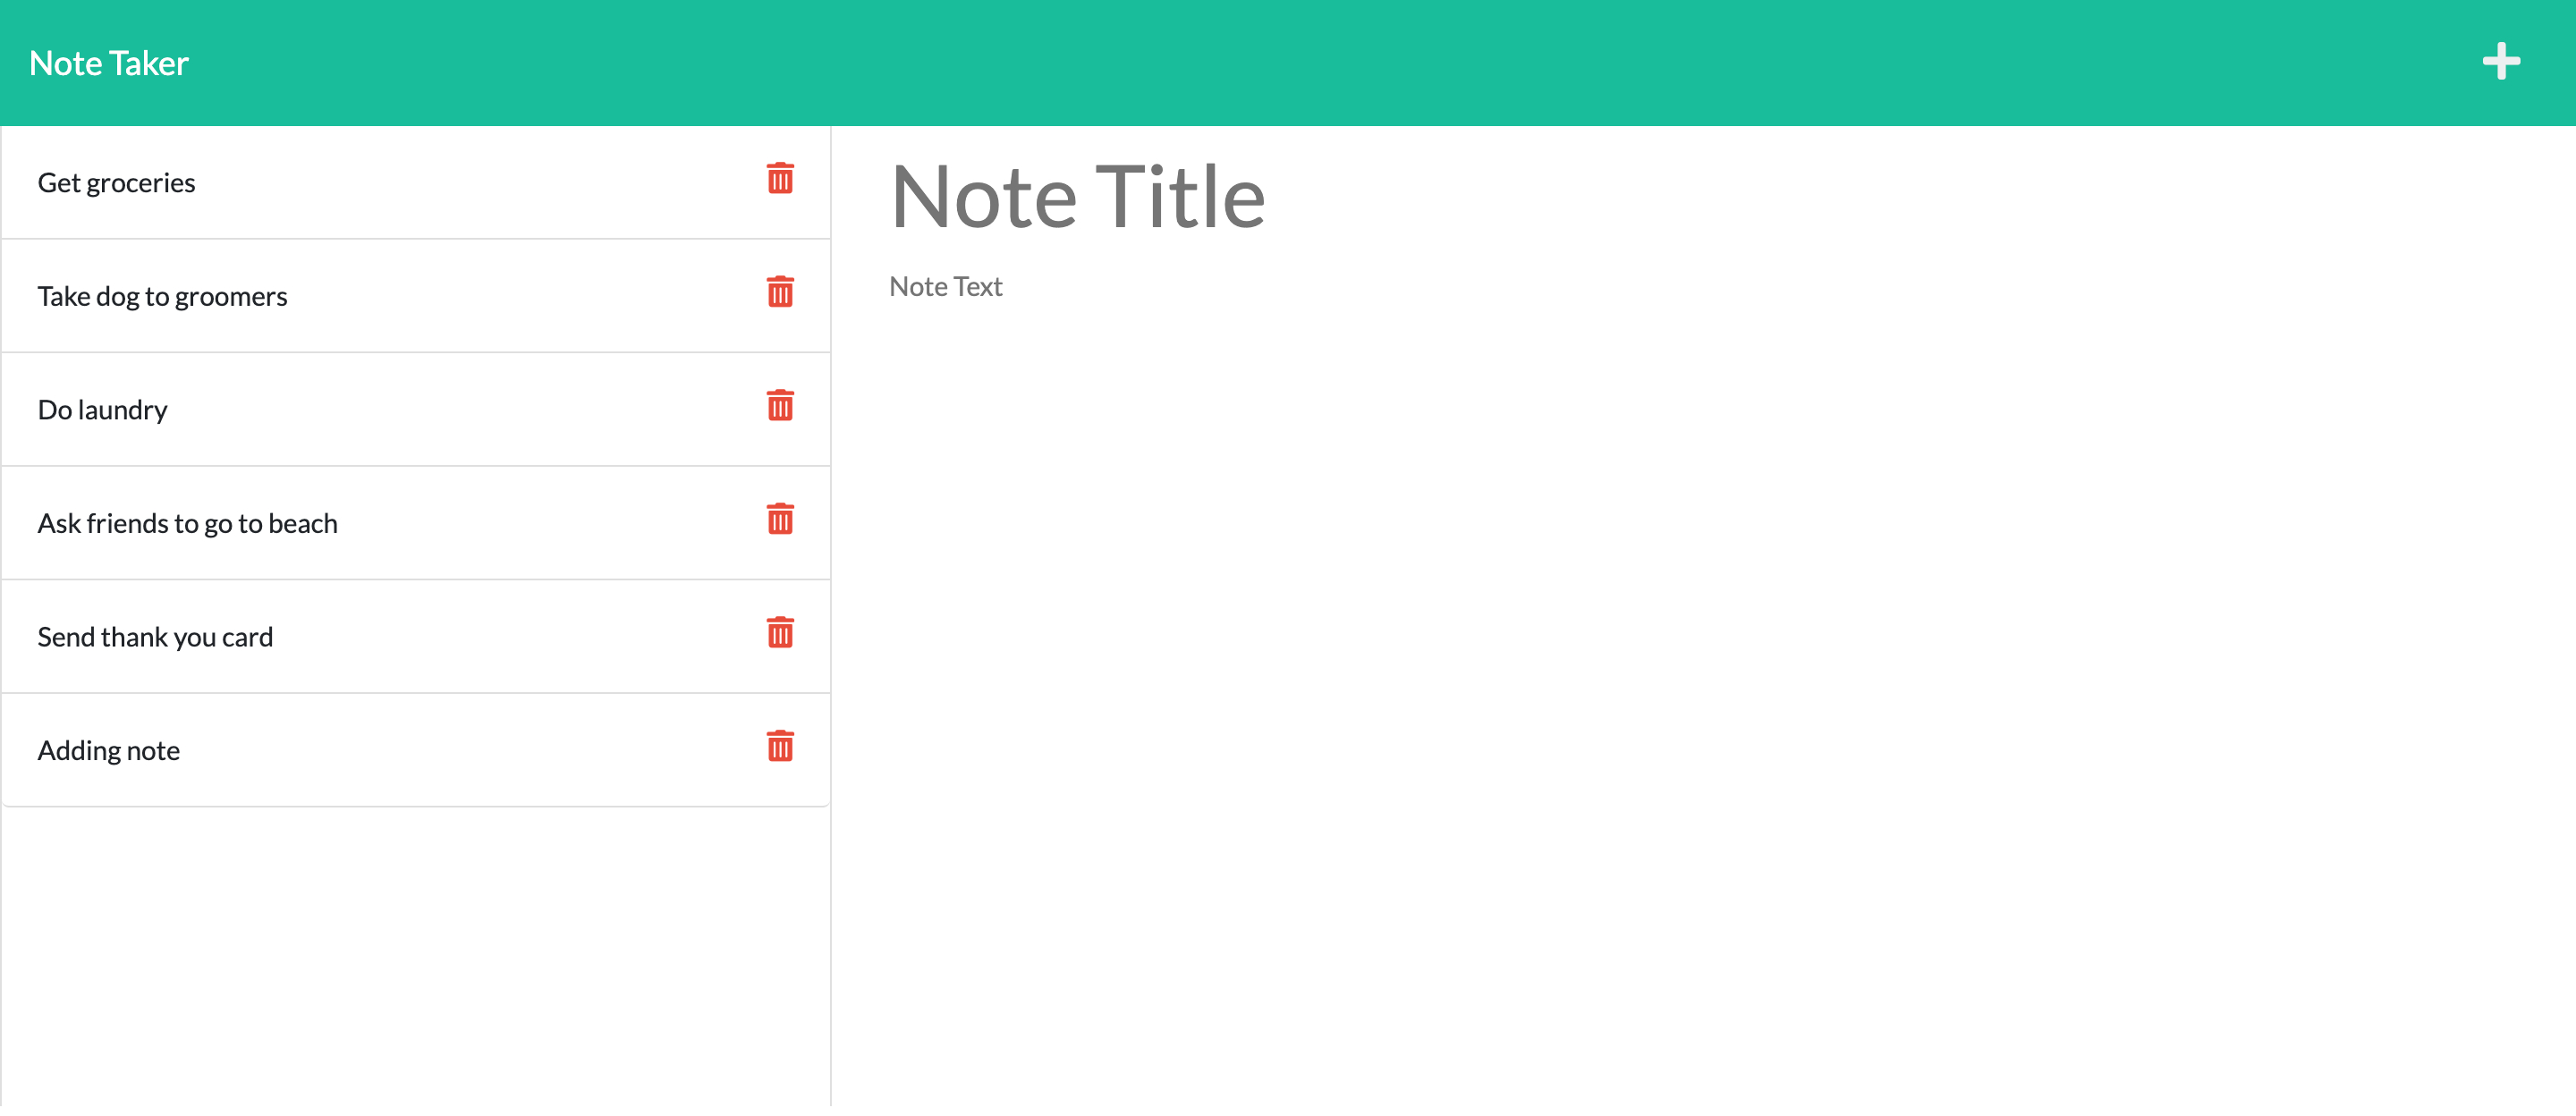 Note Taker
Get groceries
Take dog to groomers
Do laundry
Ask friends to go to beach
Send thank you card
Adding note
Note Title
Note Text